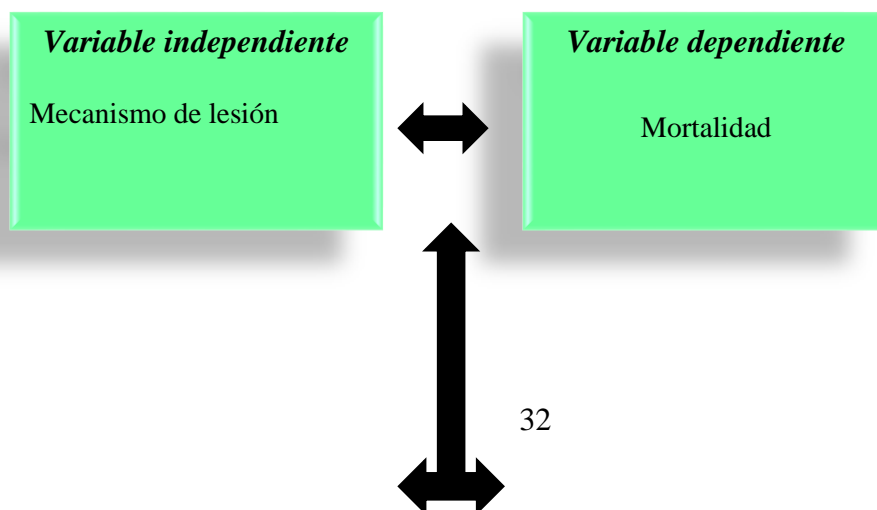 Variable independiente
Mecanismo de lesión
Variable dependiente
Mortalidad
32